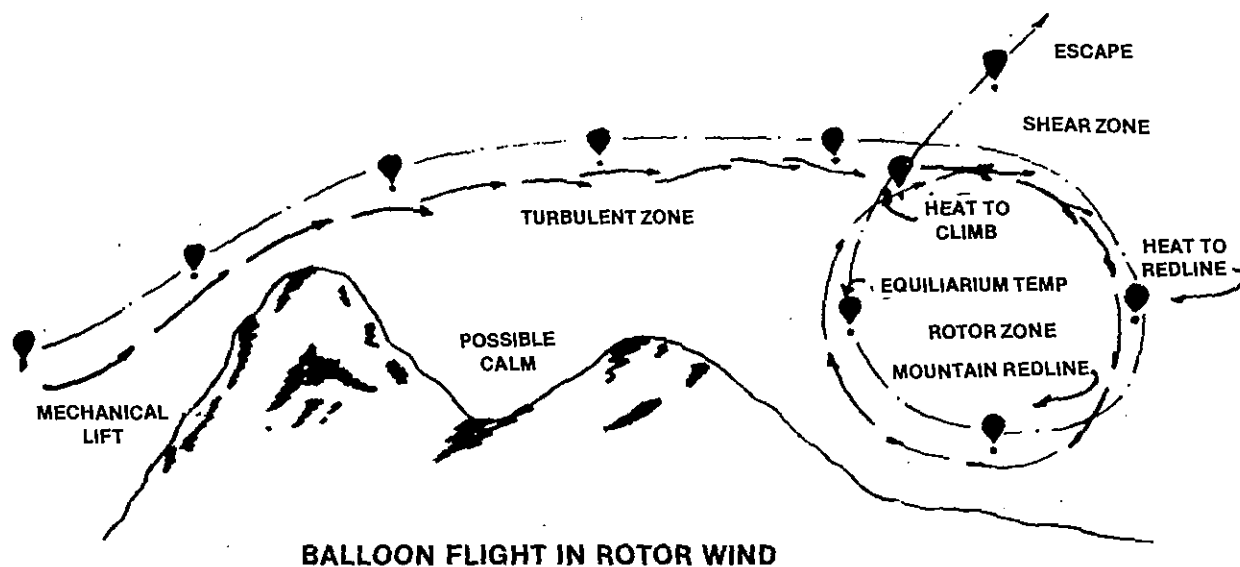 ESCAPE
SHEAR ZONE
TURBULENT ZONE
HEAT TO
CLIMB
HEAT TO
REDLINE
EQUILIARIUM TEMP
POSSIBLE
CALM
ROTOR ZONE
MOUNTAIN REDLINE
MECHANICAL
LIFT
BALLOON FLIGHT IN ROTOR WIND